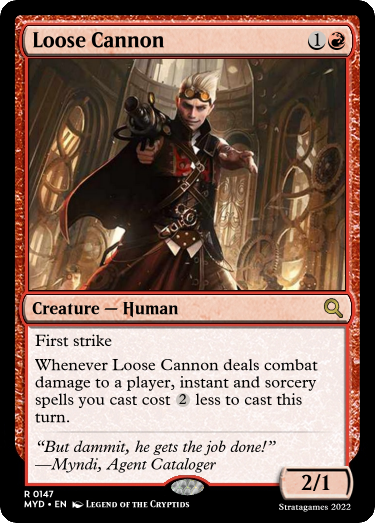 Loose Cannon 1
Creature — Human
First strike
Whenever Loose Cannon deals combat
damage to a player, instant and sorcery
spells you cast cost 2 less to cast this
turn.
“But dammit, he gets the job done!”
—Myndi, Agent Cataloger
2/1
R 0147
MYD • EN Legend of the Cryptids
Stratagames 2022